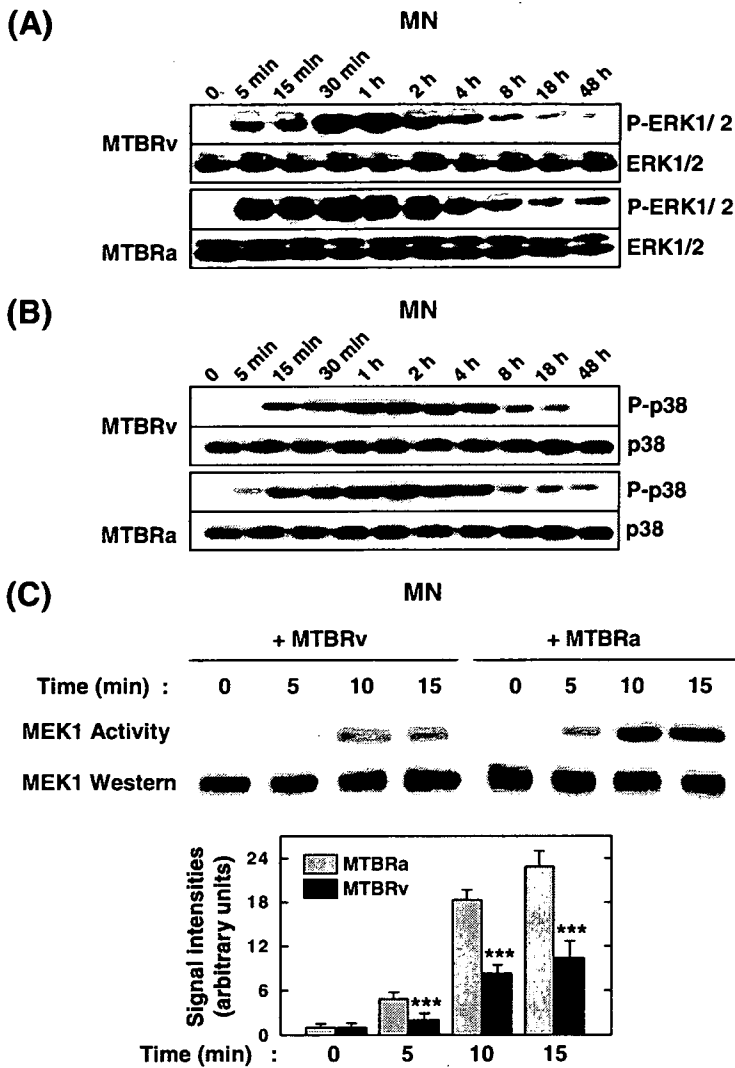 (A)
MN
0 5 min 15 min 30 min 1 h 2 h 4 h 8 h 18 h 48 h
MTBRv
P-ERK1/ 2
ERK1/2
P-ERK1/ 2
MTBRa
ERK1/2
(B)
MN
0 5 min 15 min 30 min 1 h 2 h 4 h 8 h 18 h 48 h
MTBRv
P-p38
p38
P-p38
MTBRa
p38
(C)
MN
+ MTBRv + MTBRa
Time (min) : 0 5 10 15 0 5 10 15
MEK1 Activity
MEK1 Western
Signal intensities
(arbitrary units)
24
18
12
6
0
MTBRa
MTBRv
*** *** ***
Time (min) : 0 5 10 15